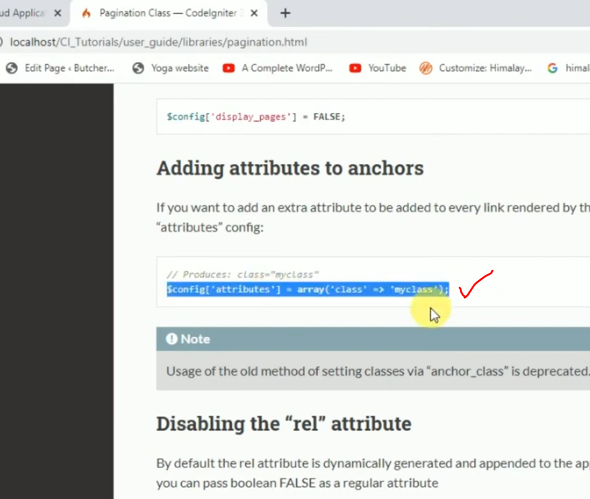 ud Applica
Pagination Class — CodeIgniter
localhost/CI_Tutorials/user_guide/libraries/pagination.html
Edit Page ‹ Butcher...
Yoga website
A Complete WordP...
YouTube
Customize: Himalay...
himal
$config['display_pages'] = FALSE;
Adding attributes to anchors
If you want to add an extra attribute to be added to every link rendered by th
“attributes” config:
// Produces: class="myclass"
$config['attributes'] = array('class' => 'myclass');
Note
Usage of the old method of setting classes via “anchor_class” is deprecated.
Disabling the “rel” attribute
By default the rel attribute is dynamically generated and appended to the ap
you can pass boolean FALSE as a regular attribute